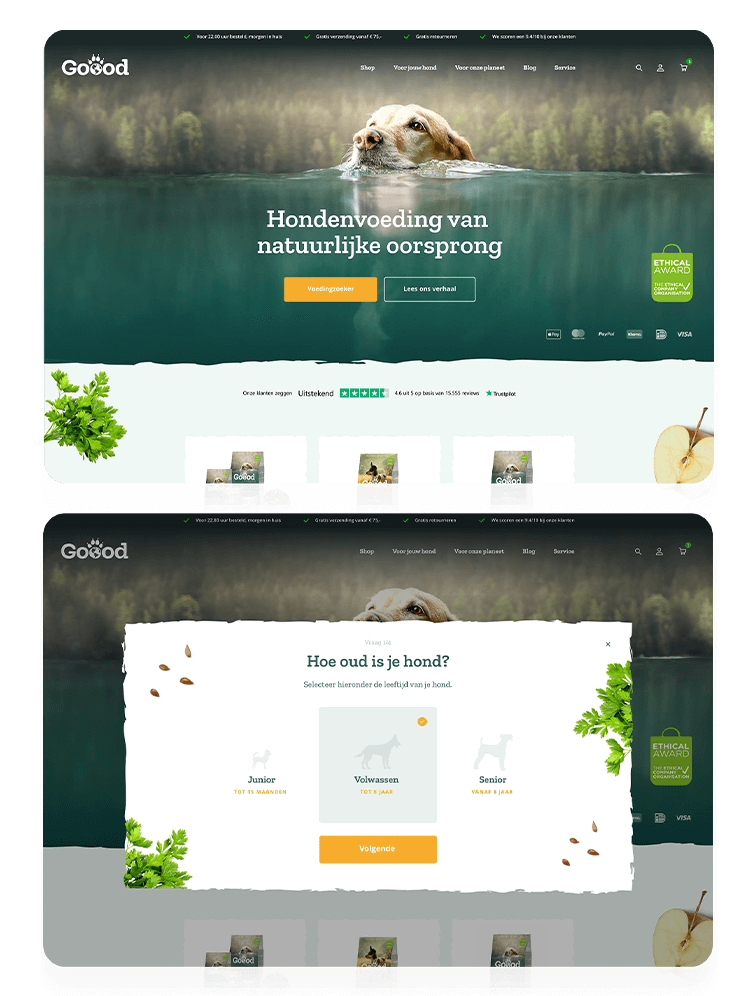 Voor 22.00 uur besteld, morgen in huis
Gratis verzending vanaf € 75,-
Gratis retourneren
We scoren een 9.4/10 bij onze klanten
Goood
Shop
Voor jouw hond
Voor onze planeet
Blog
Service
Hondenvoeding van
natuurlijke oorsprong
Voedingzoeker
Lees ons verhaal
ETHICAL
AWARD
THE ETHICAL
COMPANY
ORGANISATION
Pay
PayPal
Klarna
VISA
Onze klanten zeggen
Uitstekend
4.6 uit 5 op basis van 15.555 reviews
Trustpilot
Goood
Goood
Goood
Voor 22.00 uur besteld, morgen in huis
Gratis verzending vanaf € 75,-
Gratis retourneren
We scoren een 9.4/10 bij onze klanten
Goood
Shop
Voor jouw hond
Voor onze planeet
Blog
Service
Hoe oud is je hond?
Selecteer hieronder de leeftijd van je hond.
Junior
TOT 15 MAANDEN
Volwassen
TOT 8 JAAR
Senior
VANAF 8 JAAR
Volgende
ETHICAL
AWARD
THE ETHICAL
COMPANY
ORGANISATION
VISA
Goood
Goood
Goood